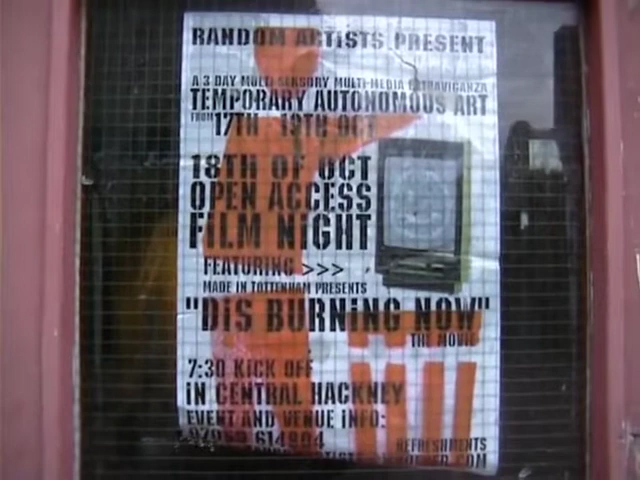 RANDOM ARTISTS PRESENT
A 3 DAY MULTI SENSORY MULTI-MEDIA EXTRAVIGANZA
TEMPORARY AUTONOMOUS ART
FROM 17TH - 19TH OCT
18TH OF OCT
OPEN ACCESS
FILM NIGHT
FEATURING >>>
MADE IN TOTTENHAM PRESENTS
"DIS BURNING NOW"
THE MOVIE
7:30 KICK OFF
IN CENTRAL HACKNEY
EVENT AND VENUE INFO:
614804
REFRESHMENTS